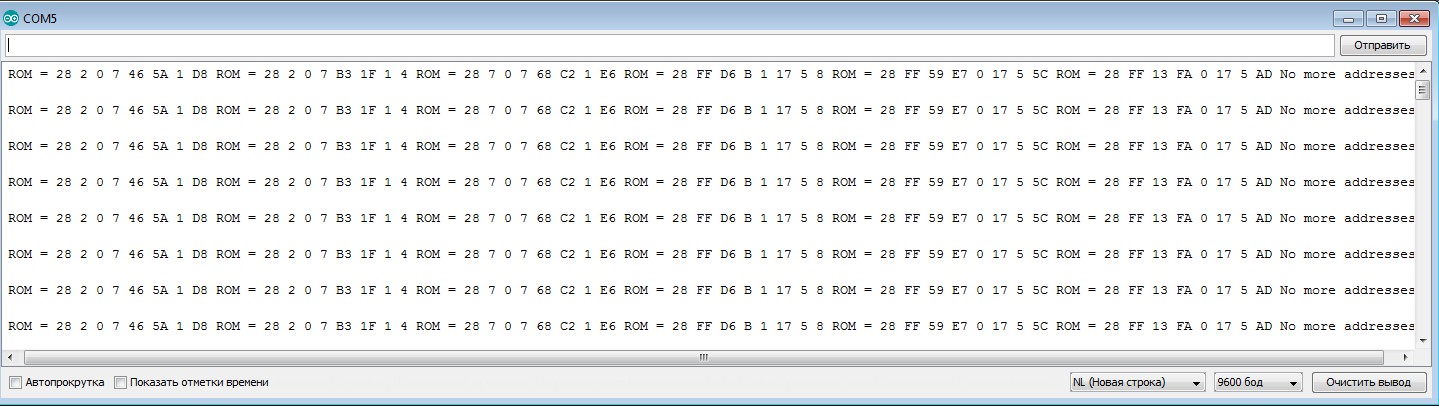 COM5
Отправить
ROM = 28 2 0 7 46 5A 1 D8 ROM = 28 2 0 7 B3 1F 1 4 ROM = 28 7 0 7 68 C2 1 E6 ROM = 28 FF D6 B 1 17 5 8 ROM = 28 FF 59 E7 0 17 5 5C ROM = 28 FF 13 FA 0 17 5 AD No more addresses
ROM = 28 2 0 7 46 5A 1 D8 ROM = 28 2 0 7 B3 1F 1 4 ROM = 28 7 0 7 68 C2 1 E6 ROM = 28 FF D6 B 1 17 5 8 ROM = 28 FF 59 E7 0 17 5 5C ROM = 28 FF 13 FA 0 17 5 AD No more addresses
ROM = 28 2 0 7 46 5A 1 D8 ROM = 28 2 0 7 B3 1F 1 4 ROM = 28 7 0 7 68 C2 1 E6 ROM = 28 FF D6 B 1 17 5 8 ROM = 28 FF 59 E7 0 17 5 5C ROM = 28 FF 13 FA 0 17 5 AD No more addresses
ROM = 28 2 0 7 46 5A 1 D8 ROM = 28 2 0 7 B3 1F 1 4 ROM = 28 7 0 7 68 C2 1 E6 ROM = 28 FF D6 B 1 17 5 8 ROM = 28 FF 59 E7 0 17 5 5C ROM = 28 FF 13 FA 0 17 5 AD No more addresses
ROM = 28 2 0 7 46 5A 1 D8 ROM = 28 2 0 7 B3 1F 1 4 ROM = 28 7 0 7 68 C2 1 E6 ROM = 28 FF D6 B 1 17 5 8 ROM = 28 FF 59 E7 0 17 5 5C ROM = 28 FF 13 FA 0 17 5 AD No more addresses
ROM = 28 2 0 7 46 5A 1 D8 ROM = 28 2 0 7 B3 1F 1 4 ROM = 28 7 0 7 68 C2 1 E6 ROM = 28 FF D6 B 1 17 5 8 ROM = 28 FF 59 E7 0 17 5 5C ROM = 28 FF 13 FA 0 17 5 AD No more addresses
ROM = 28 2 0 7 46 5A 1 D8 ROM = 28 2 0 7 B3 1F 1 4 ROM = 28 7 0 7 68 C2 1 E6 ROM = 28 FF D6 B 1 17 5 8 ROM = 28 FF 59 E7 0 17 5 5C ROM = 28 FF 13 FA 0 17 5 AD No more addresses
ROM = 28 2 0 7 46 5A 1 D8 ROM = 28 2 0 7 B3 1F 1 4 ROM = 28 7 0 7 68 C2 1 E6 ROM = 28 FF D6 B 1 17 5 8 ROM = 28 FF 59 E7 0 17 5 5C ROM = 28 FF 13 FA 0 17 5 AD No more addresses
Автопрокрутка Показать отметки времени NL (Новая строка) 9600 бод Очистить вывод